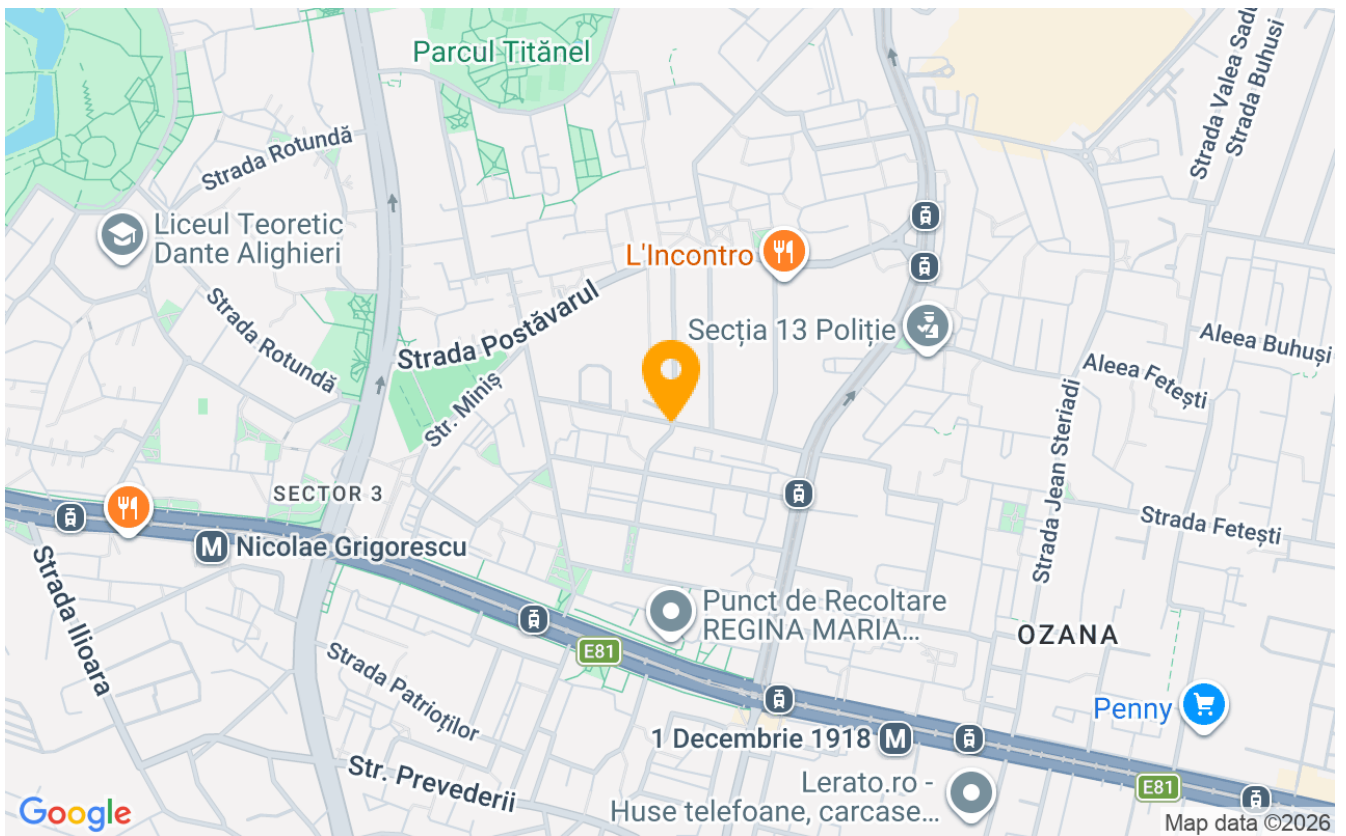 Parcul Titănel
Strada Valea Sadu
Strada Buhusi
Strada Rotundă
Liceul Teoretic
Dante Alighieri
L'Incontro
Strada Postăvarul
Secția 13 Poliție
Strada Rotundă
Aleea Buhuși
Aleea Fetești
Str. Miniș
Strada Jean Steriadi
SECTOR 3
Strada Fetești
M Nicolae Grigorescu
Strada Ilioara
Punct de Recoltare
REGINA MARIA...
OZANA
E81
Strada Patrioților
Penny
1 Decembrie 1918 M
Str. Prevederii
Lerato.ro -
Huse telefoane, carcase...
E81
Google
Map data ©2026